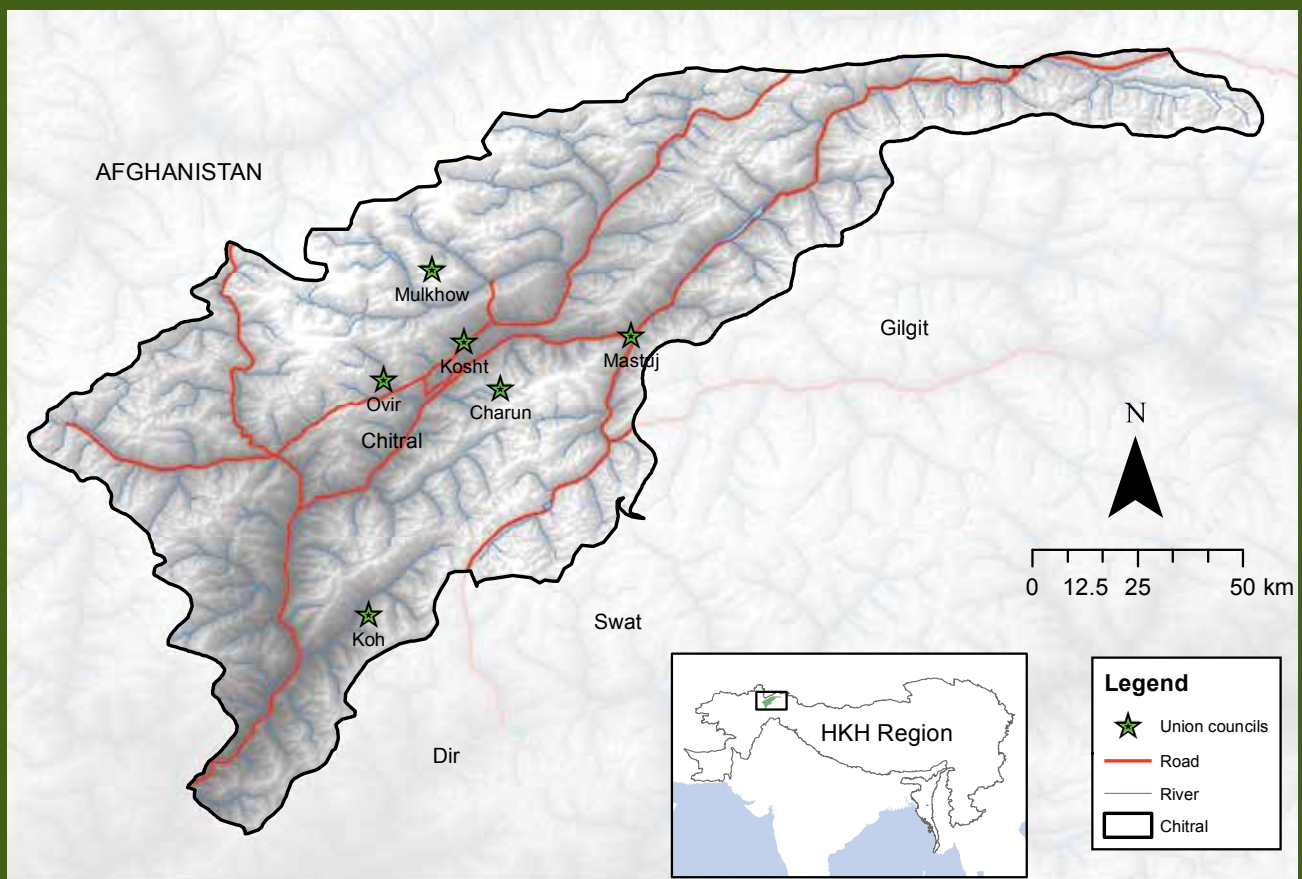 AFGHANISTAN
Mulkhow
Gilgit
Kosht
Mastuj
Ovir
Charun
Chitral
N
0 12.5 25 50 km
Swat
Koh
Dir
HKH Region
Legend
Union councils
Road
River
Chitral